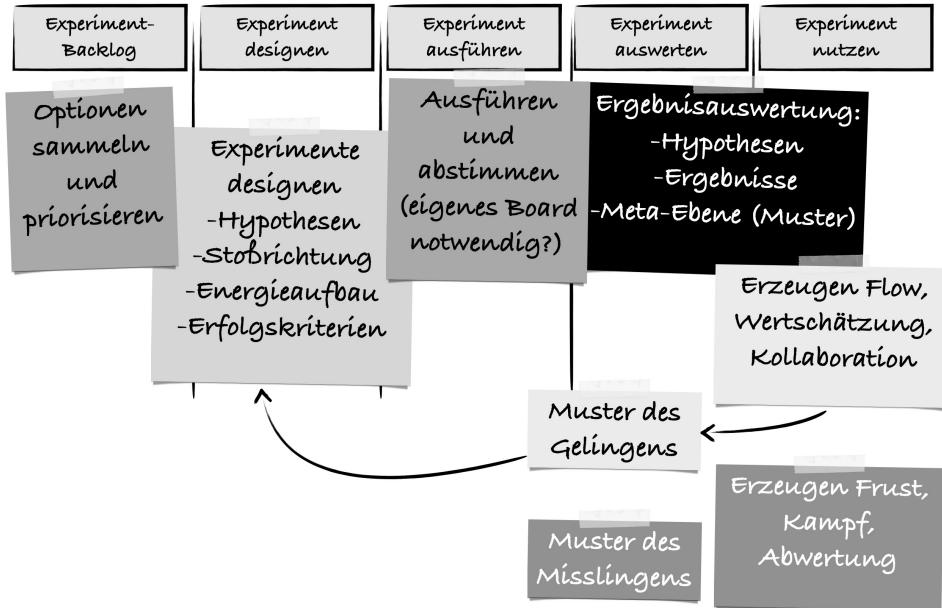 Experiment-
Backlog
Experiment
designen
Experiment
ausführen
Experiment
auswerten
Experiment
nutzen
Optionen
sammeln
und
priorisieren
Experimente
designen
-Hypothesen
-Stoßrichtung
-Energieaufbau
-Erfolgskriterien
Ausführen
und
abstimmen
(eigenes Board
notwendig?)
Ergebnisauswertung:
-Hypothesen
-Ergebnisse
-Meta-Ebene (Muster)
Erzeugen Flow,
Wertschätzung,
Kollaboration
Muster des
Gelingens
Erzeugen Frust,
Kampf,
Abwertung
Muster des
Misslingens